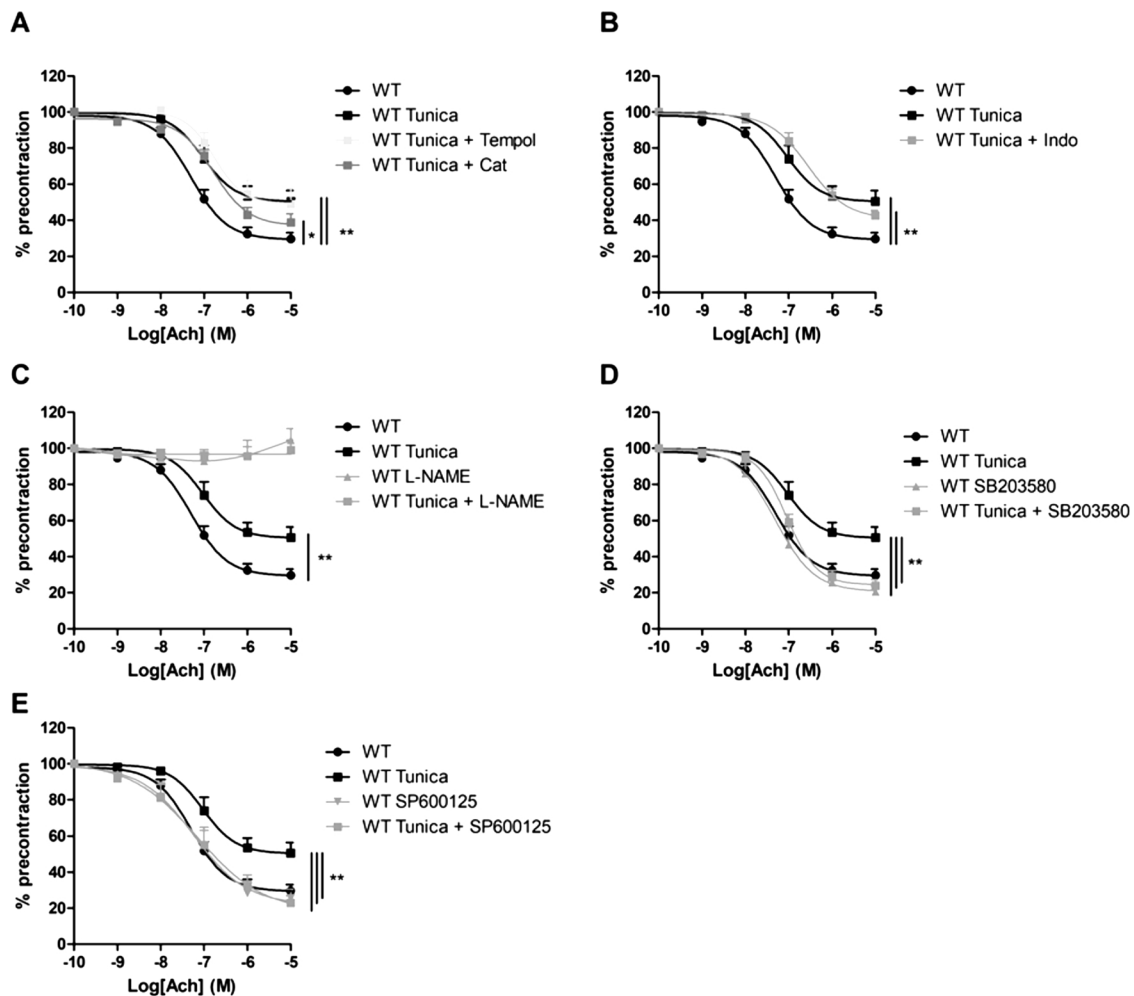 A
% precontraction
120
100
80
60
40
20
0
-10 -9 -8 -7 -6 -5
Log[Ach] (M)
WT
WT Tunica
WT Tunica + Tempol
WT Tunica + Cat
*
**
B
% precontraction
120
100
80
60
40
20
0
-10 -9 -8 -7 -6 -5
Log[Ach] (M)
WT
WT Tunica
WT Tunica + Indo
**
C
% precontraction
120
100
80
60
40
20
0
-10 -9 -8 -7 -6 -5
Log[Ach] (M)
WT
WT Tunica
WT L-NAME
WT Tunica + L-NAME
**
D
% precontraction
120
100
80
60
40
20
0
-10 -9 -8 -7 -6 -5
Log[Ach] (M)
WT
WT Tunica
WT SB203580
WT Tunica + SB203580
**
E
% precontraction
120
100
80
60
40
20
0
-10 -9 -8 -7 -6 -5
Log[Ach] (M)
WT
WT Tunica
WT SP600125
WT Tunica + SP600125
**